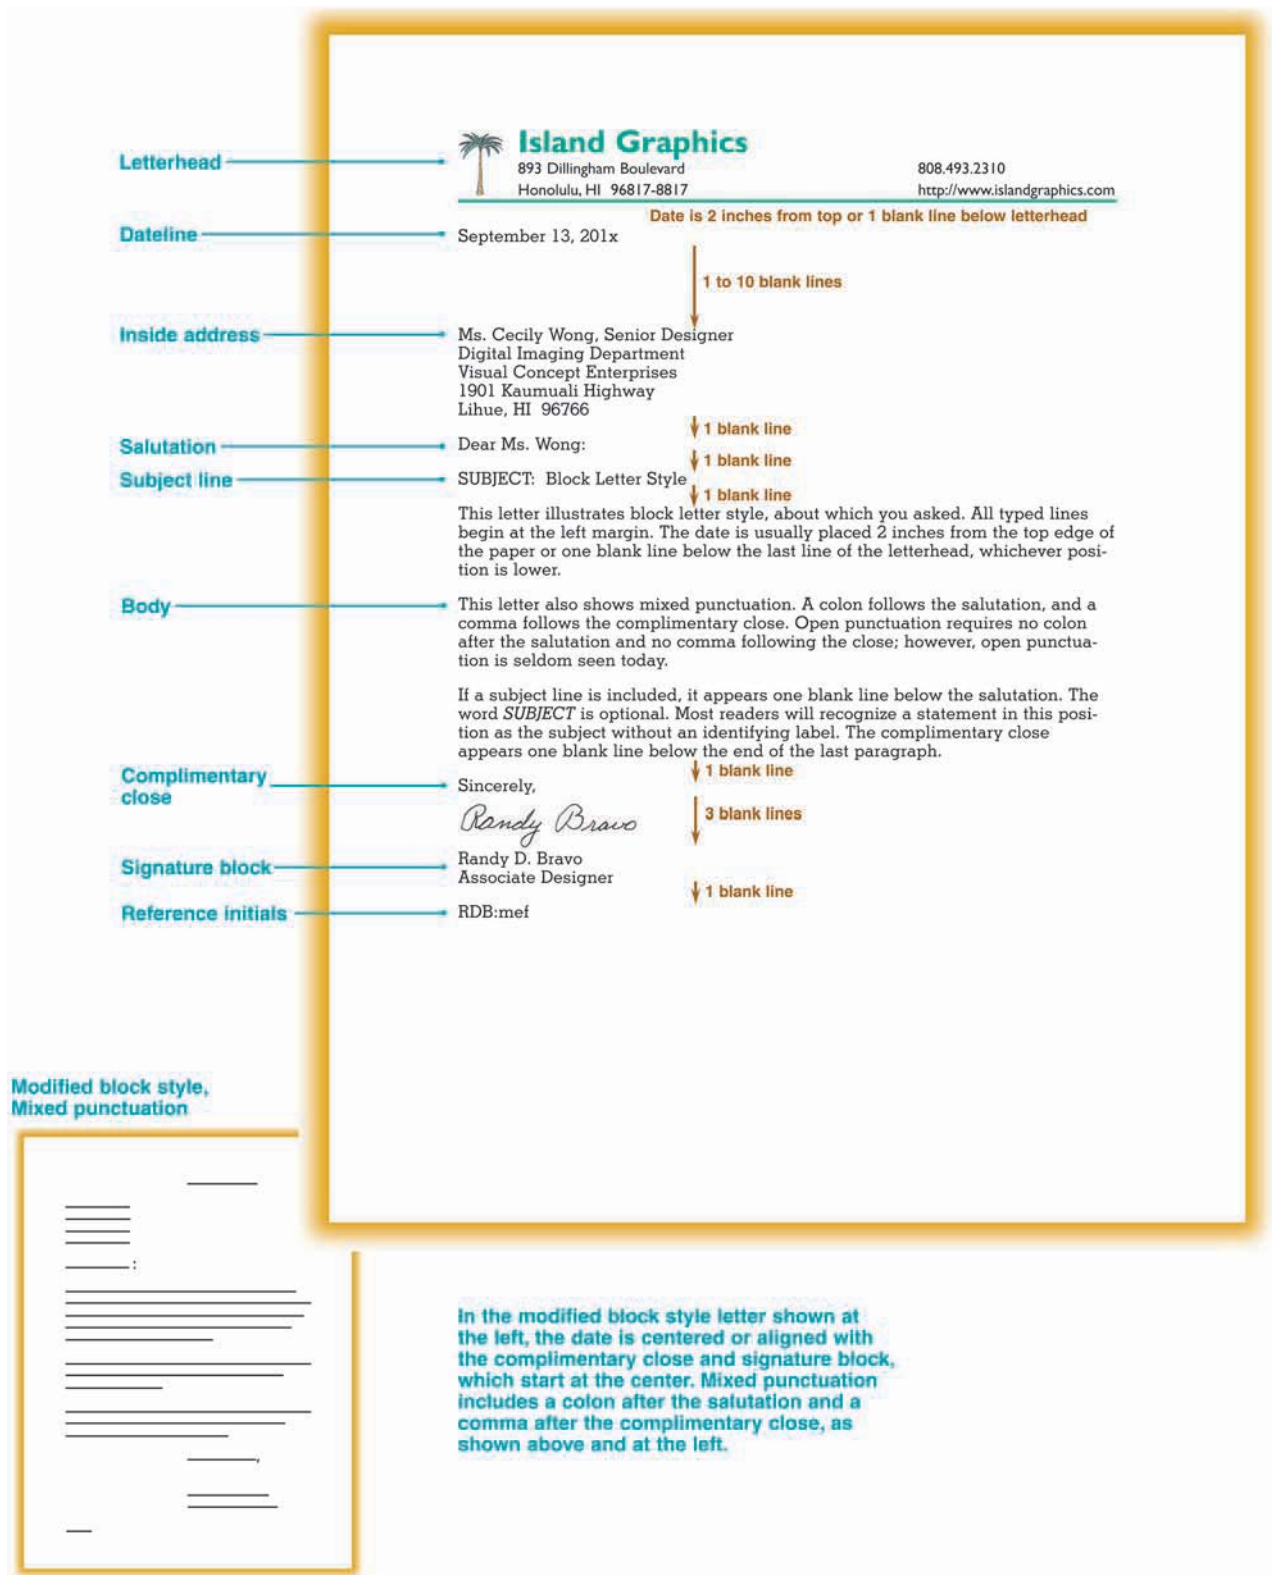 Island Graphics
893 Dillingham Boulevard
Honolulu, HI 96817-8817
808.493.2310
http://www.islandgraphics.com
Letterhead
Date is 2 inches from top or 1 blank line below letterhead
Dateline
September 13, 201x
1 to 10 blank lines
Inside address
Ms. Cecily Wong, Senior Designer
Digital Imaging Department
Visual Concept Enterprises
1901 Kaumuali Highway
Lihue, HI 96766
1 blank line
Salutation
Dear Ms. Wong:
1 blank line
Subject line
SUBJECT: Block Letter Style
1 blank line
This letter illustrates block letter style, about which you asked. All typed lines
begin at the left margin. The date is usually placed 2 inches from the top edge of
the paper or one blank line below the last line of the letterhead, whichever posi-
tion is lower.
Body
This letter also shows mixed punctuation. A colon follows the salutation, and a
comma follows the complimentary close. Open punctuation requires no colon
after the salutation and no comma following the close; however, open punctua-
tion is seldom seen today.
If a subject line is included, it appears one blank line below the salutation. The
word SUBJECT is optional. Most readers will recognize a statement in this posi-
tion as the subject without an identifying label. The complimentary close
appears one blank line below the end of the last paragraph.
1 blank line
Complimentary
close
Sincerely,
Randy Bravo
3 blank lines
Signature block
Randy D. Bravo
Associate Designer
1 blank line
Reference initials
RDB:mef
Modified block style,
Mixed punctuation
:
,
In the modified block style letter shown at
the left, the date is centered or aligned with
the complimentary close and signature block,
which start at the center. Mixed punctuation
includes a colon after the salutation and a
comma after the complimentary close, as
shown above and at the left.